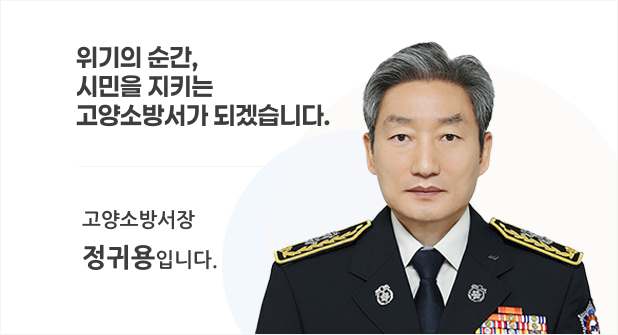 위기의 순간,
시민을 지키는
고양소방서가 되겠습니다.
고양소방서장
정귀용입니다.